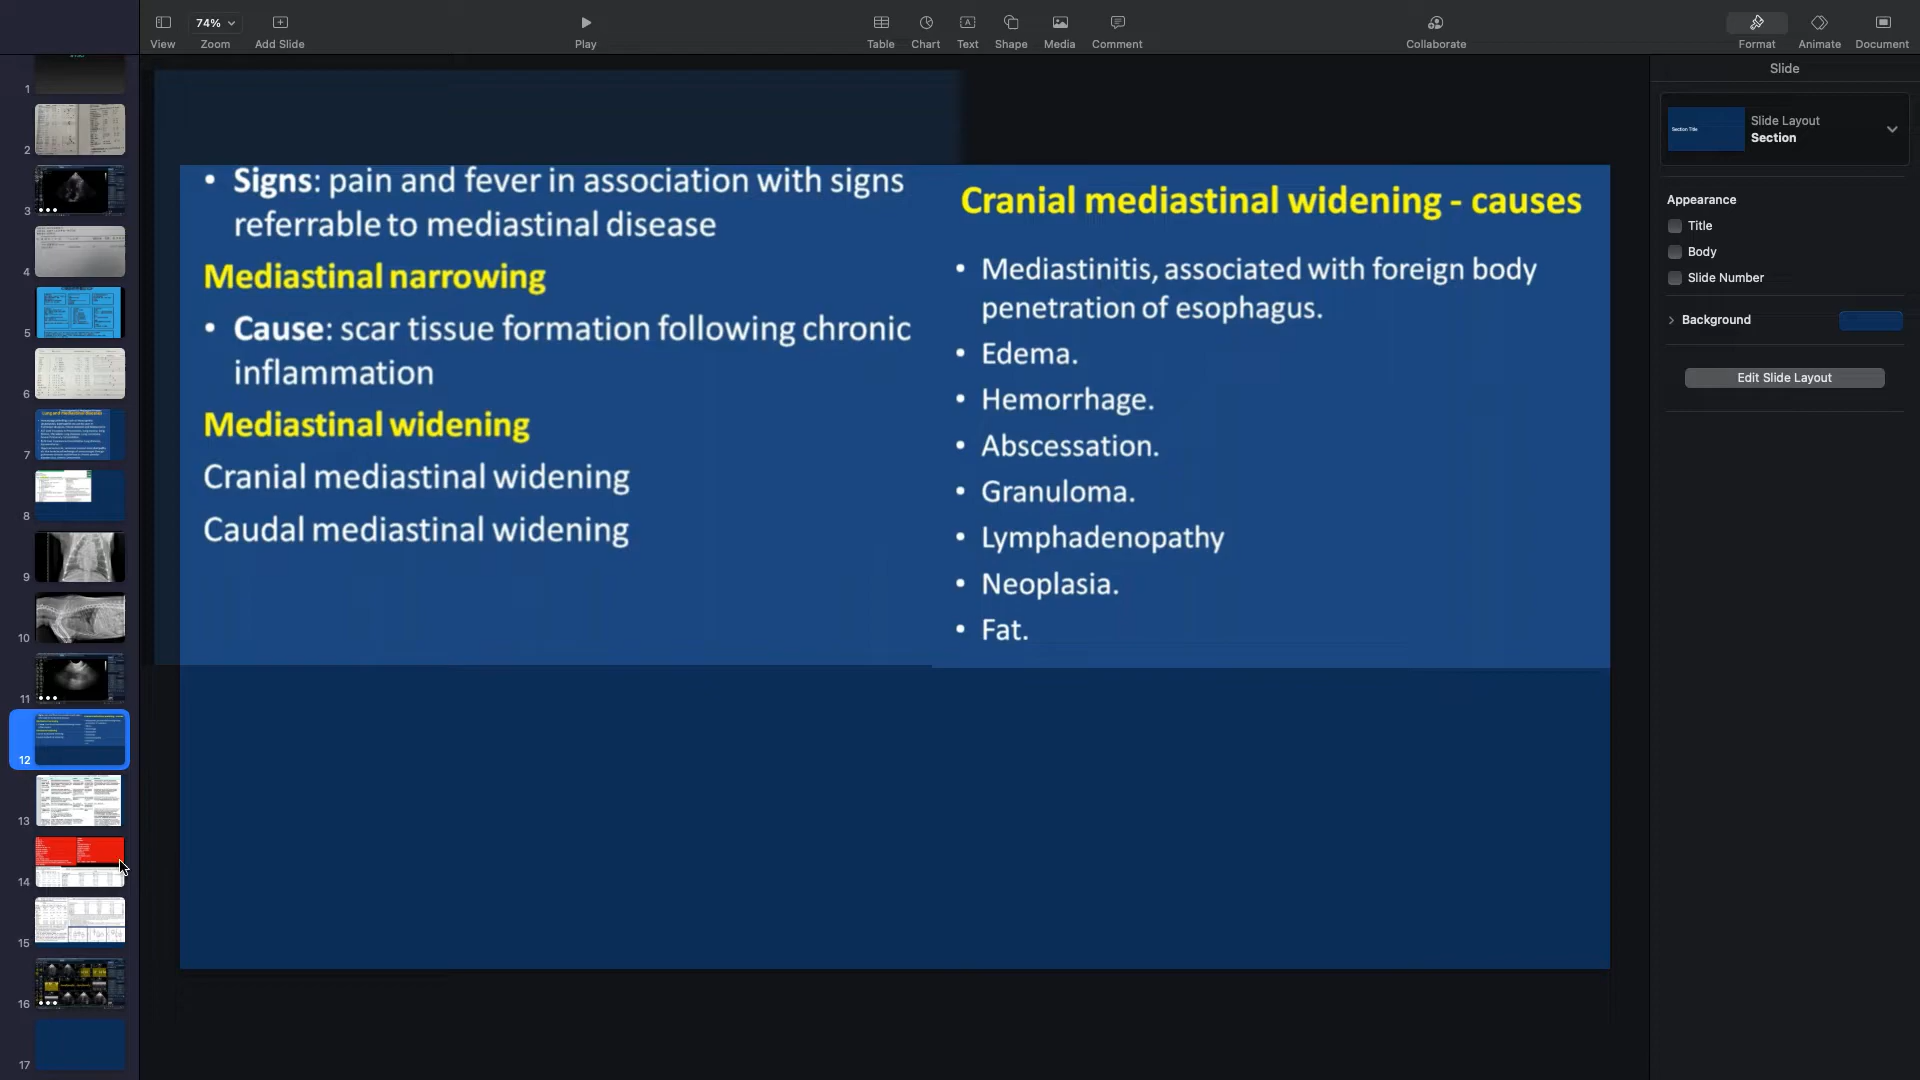 74%
View
Zoom
Add Slide
Play
Table
Chart
Text
Shape
Media
Comment
Collaborate
Format
Animate
Document
1
2
3
4
5
6
7
8
9
10
11
12
13
14
15
16
17
• Signs: pain and fever in association with signs
referrable to mediastinal disease
Mediastinal narrowing
• Cause: scar tissue formation following chronic
inflammation
Mediastinal widening
Cranial mediastinal widening
Caudal mediastinal widening
Cranial mediastinal widening - causes
• Mediastinitis, associated with foreign body
penetration of esophagus.
• Edema.
• Hemorrhage.
• Abscessation.
• Granuloma.
• Lymphadenopathy
• Neoplasia.
• Fat.
Slide
Section Title
Slide Layout
Section
Appearance
Title
Body
Slide Number
Background
Edit Slide Layout